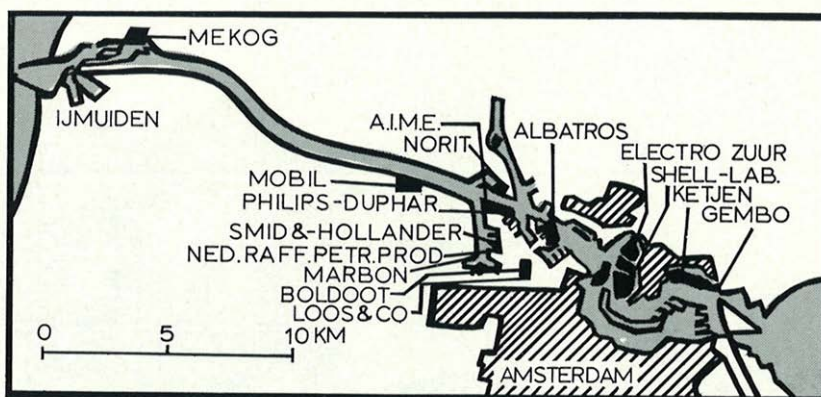 MEKOG
IJMUIDEN
A.I.M.E.
NORIT
ALBATROS
ELECTRO ZUUR
SHELL-LAB.
KETJEN
GEMBO
MOBIL
PHILIPS-DUPHAR
SMID&-HOLLANDER
NED.RAFF.PETR.PROD
MARBON
BOLDOOT
LOOS&CO
0 5 10 KM
AMSTERDAM